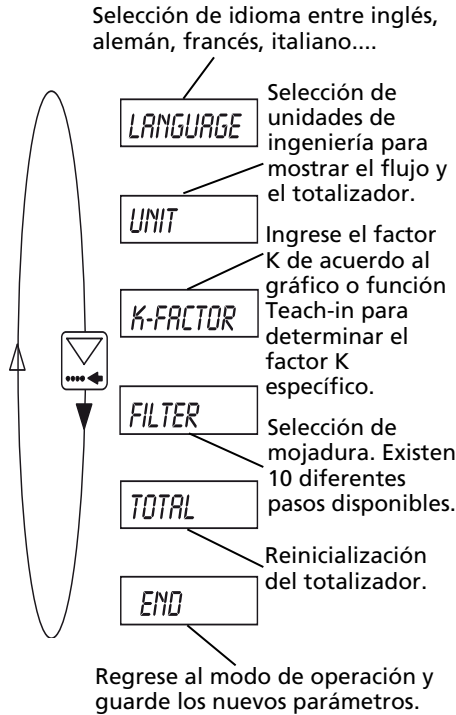 Selección de idioma entre inglés,
alemán, francés, italiano....
LANGUAGE
Selección de
unidades de
ingeniería para
mostrar el flujo y
el totalizador.
UNIT
Ingrese el factor
K de acuerdo al
gráfico o función
Teach-in para
determinar el
factor K
específico.
K-FACTOR
FILTER
Selección de
mojadura. Existen
10 diferentes
pasos disponibles.
TOTAL
Reinicialización
del totalizador.
END
Regrese al modo de operación y
guarde los nuevos parámetros.